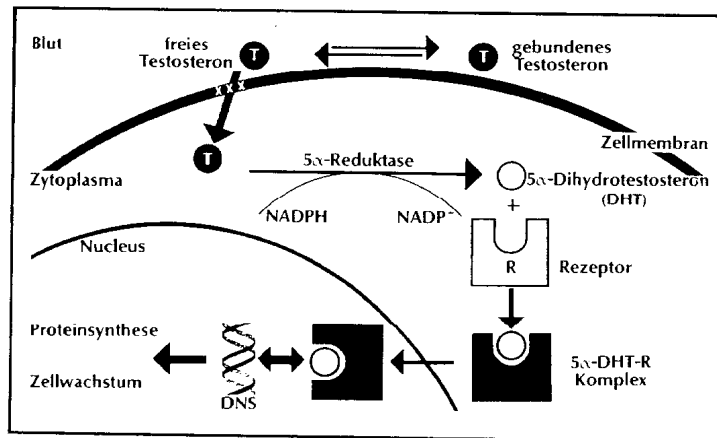 Blut
freies
Testosteron
T
T
gebundenes
Testosteron
x x x
Zellmembran
T
5α-Reduktase
Zytoplasma
5α-Dihydrotestosteron
(DHT)
+
NADPH
NADP-
Nucleus
R
Rezeptor
Proteinsynthese
Zellwachstum
DNS
5α-DHT-R
Komplex